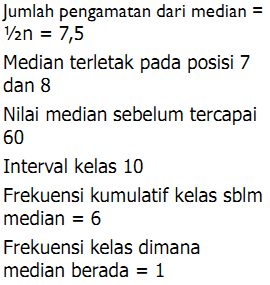 Jumlah pengamatan dari median =
½n = 7,5
Median terletak pada posisi 7
dan 8
Nilai median sebelum tercapai
60
Interval kelas 10
Frekuensi kumulatif kelas sblm
median = 6
Frekuensi kelas dimana
median berada = 1